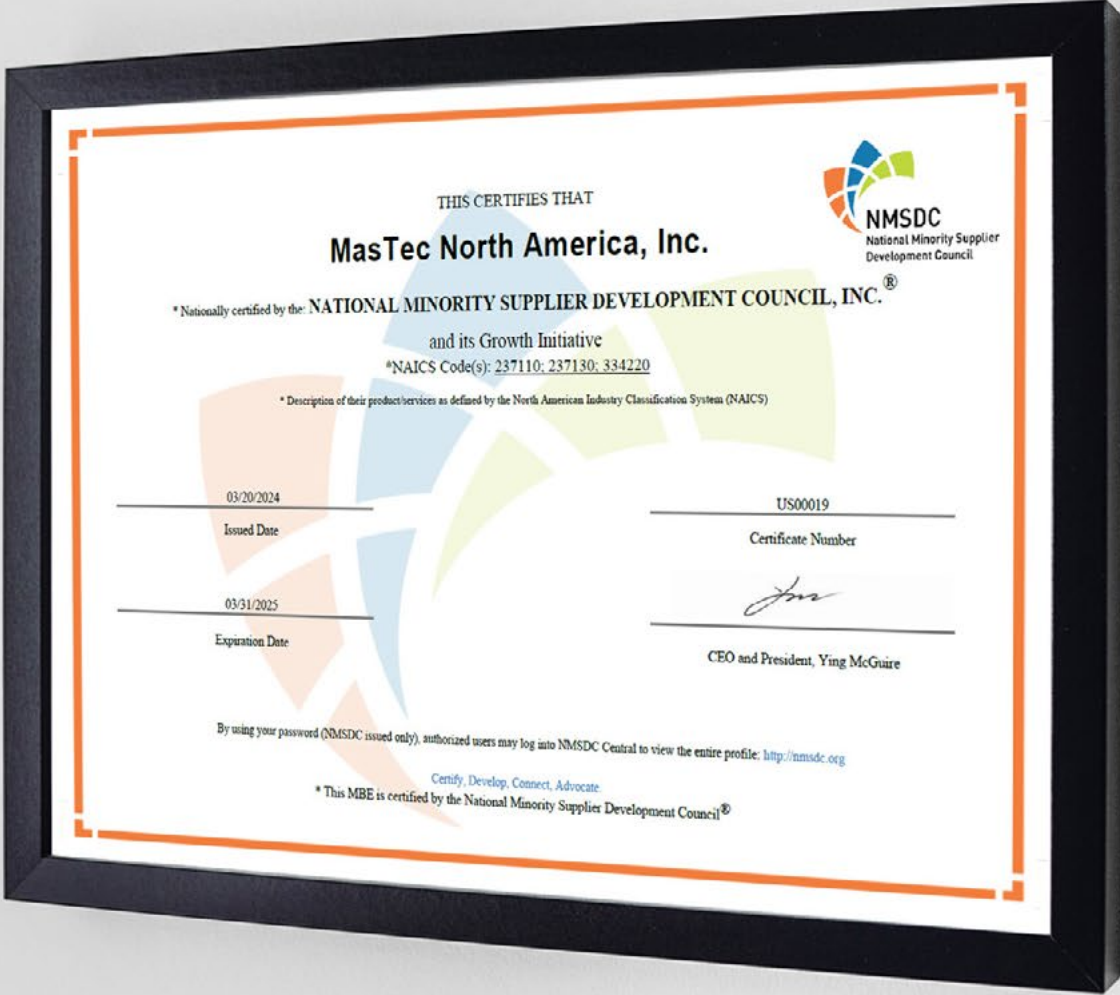 THIS CERTIFIES THAT
NMSDC
National Minority Supplier
Development Council
MasTec North America, Inc.
* Nationally certified by the: NATIONAL MINORITY SUPPLIER DEVELOPMENT COUNCIL, INC.®
and its Growth Initiative
*NAICS Code(s): 237110; 237130; 334220
* Description of their product/services as defined by the North American Industry Classification System (NAICS)
03/20/2024
Issued Date
US00019
Certificate Number
03/31/2025
Expiration Date
CEO and President, Ying McGuire
By using your password (NMSDC issued only), authorized users may log into NMSDC Central to view the entire profile: http://nmsdc.org
Certify, Develop, Connect, Advocate.
* This MBE is certified by the National Minority Supplier Development Council®